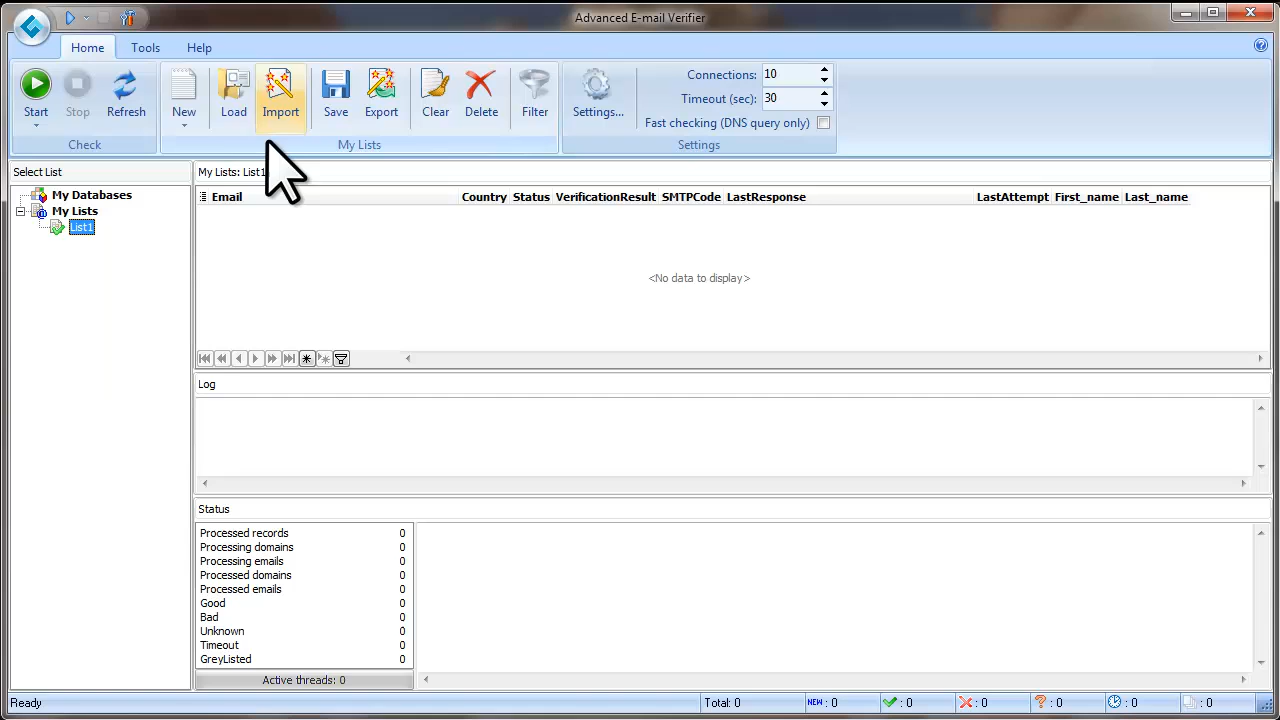 Advanced E-mail Verifier
Home Tools Help
Start Stop Refresh New Load Import Save Export Clear Delete Filter Settings...
Connections: 10
Timeout (sec): 30
Fast checking (DNS query only)
Check My Lists Settings
Select List
My Databases
My Lists
List1
My Lists: List1
Email Country Status VerificationResult SMTPCode LastResponse LastAttempt First_name Last_name
<No data to display>
Log
Status
Processed records 0
Processing domains 0
Processing emails 0
Processed domains 0
Processed emails 0
Good 0
Bad 0
Unknown 0
Timeout 0
GreyListed 0
Active threads: 0
Ready Total: 0 NEW : 0 : 0 : 0 : 0 : 0 : 0